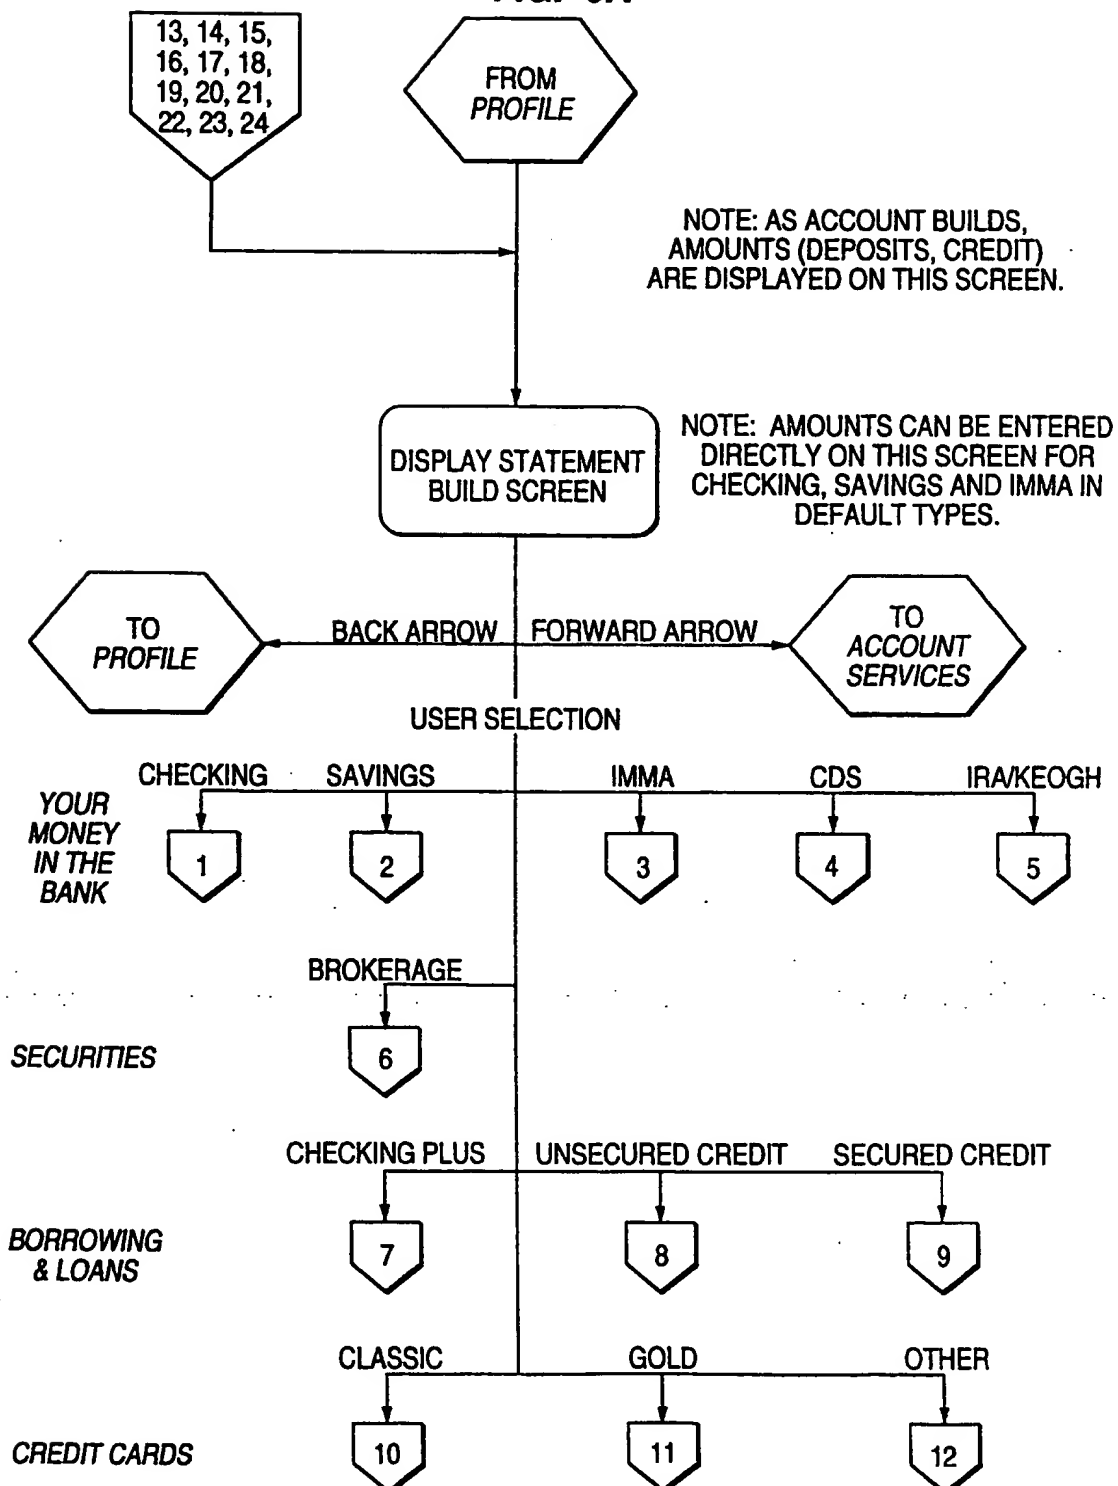 13, 14, 15,
16, 17, 18,
19, 20, 21,
22, 23, 24
FROM
PROFILE
NOTE: AS ACCOUNT BUILDS,
AMOUNTS (DEPOSITS, CREDIT)
ARE DISPLAYED ON THIS SCREEN.
DISPLAY STATEMENT
BUILD SCREEN
NOTE: AMOUNTS CAN BE ENTERED
DIRECTLY ON THIS SCREEN FOR
CHECKING, SAVINGS AND IMMA IN
DEFAULT TYPES.
TO
PROFILE
BACK ARROW
FORWARD ARROW
TO
ACCOUNT
SERVICES
USER SELECTION
YOUR
MONEY
IN THE
BANK
CHECKING
SAVINGS
IMMA
CDS
IRA/KEOGH
1
2
3
4
5
BROKERAGE
SECURITIES
6
CHECKING PLUS
UNSECURED CREDIT
SECURED CREDIT
BORROWING
& LOANS
7
8
9
CLASSIC
GOLD
OTHER
CREDIT CARDS
10
11
12